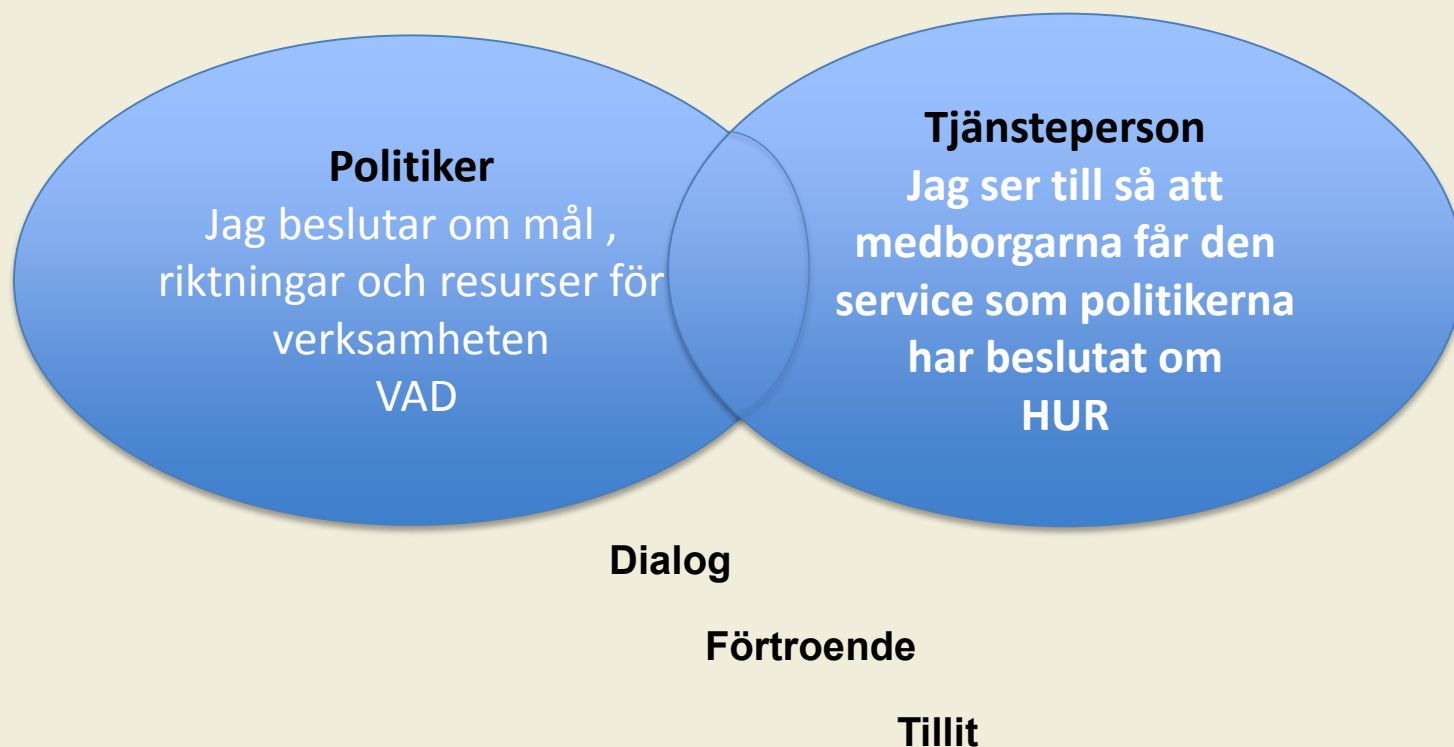 Politiker
Jag beslutar om mål ,
riktningar och resurser för
verksamheten
VAD
Tjänsteperson
Jag ser till så att
medborgarna får den
service som politikerna
har beslutat om
HUR
Dialog
Förtroende
Tillit